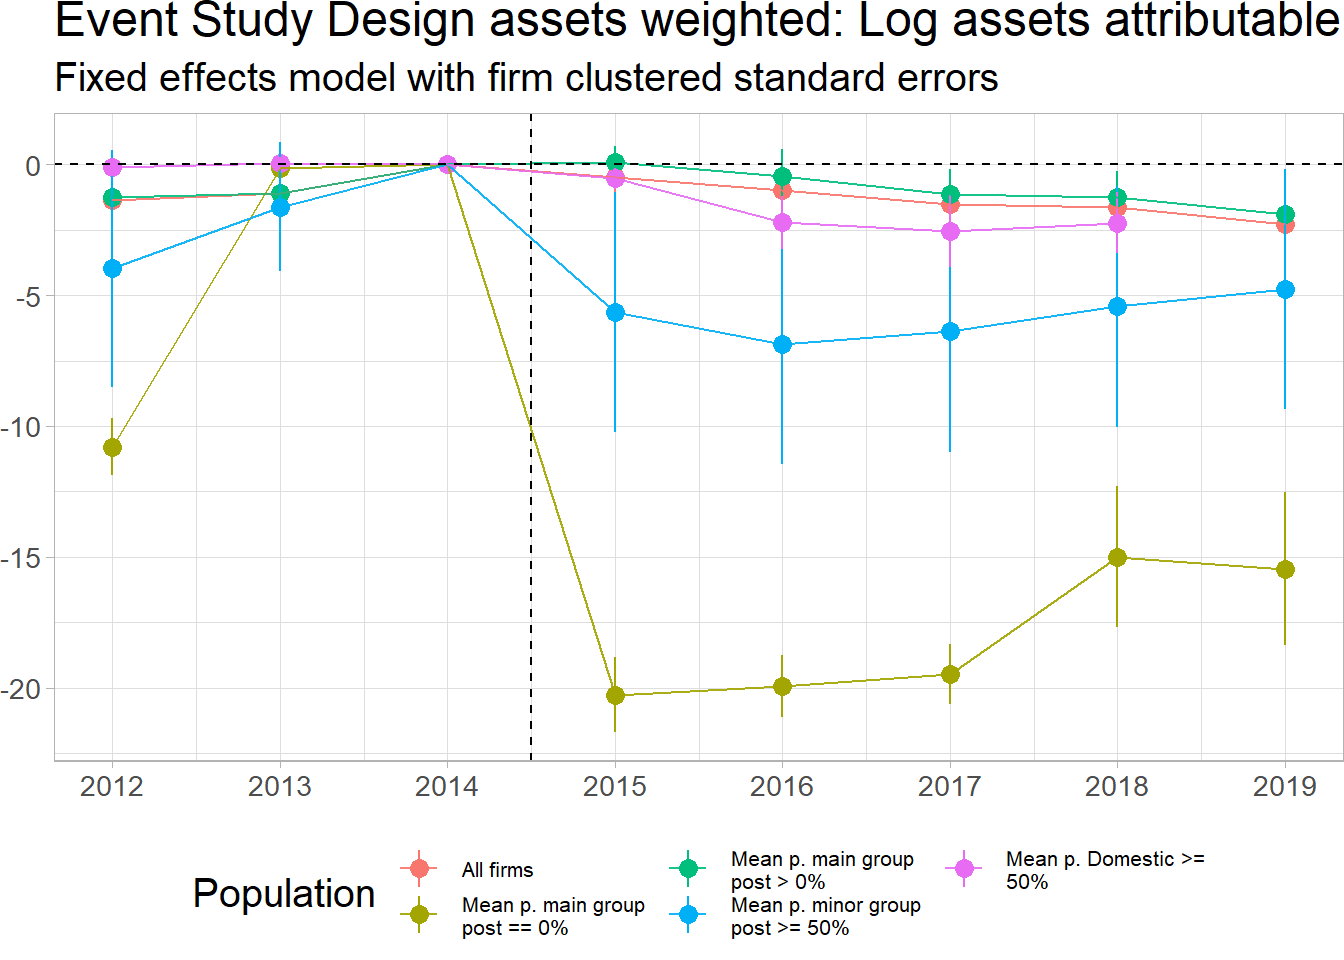 Event Study Design assets weighted: Log assets attributable
Fixed effects model with firm clustered standard errors
0
-5
-10
-15
-20
2012 2013 2014 2015 2016 2017 2018 2019
Population
All firms
Mean p. main group
post == 0%
Mean p. main group
post > 0%
Mean p. minor group
post >= 50%
Mean p. Domestic >=
50%